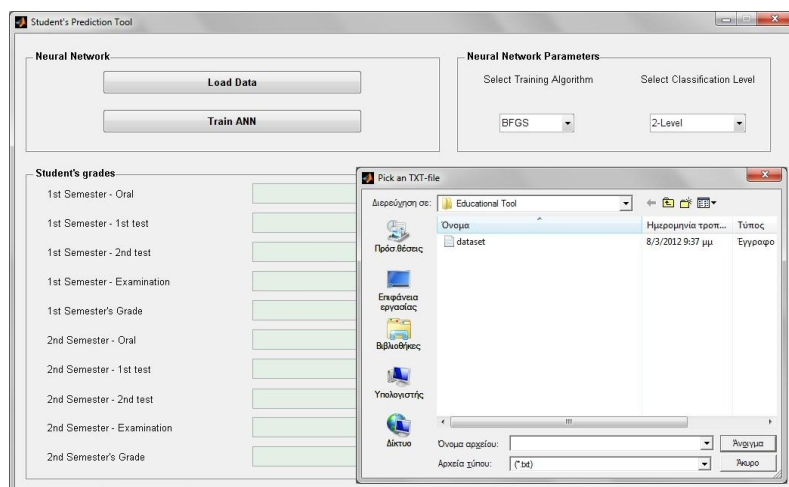 Student's Prediction Tool
Neural Network
Load Data
Train ANN
Neural Network Parameters
Select Training Algorithm
Select Classification Level
BFGS
2-Level
Student's grades
1st Semester - Oral
1st Semester - 1st test
1st Semester - 2nd test
1st Semester - Examination
1st Semester's Grade
2nd Semester - Oral
2nd Semester - 1st test
2nd Semester - 2nd test
2nd Semester - Examination
2nd Semester's Grade
Pick an TXT-file
Διερεύνηση σε:
Educational Tool
Όνομα
Ημερομηνία τροπ...
Τύπος
dataset
8/3/2012 9:37 μμ
Έγγραφο
Πρόσ.θέσεις
Επιφάνεια
εργασίας
Βιβλιοθήκες
Υπολογιστής
Δίκτυο
Όνομα αρχείου:
Άνοιγμα
Αρχεία τύπου:
(*.txt)
Άκυρο